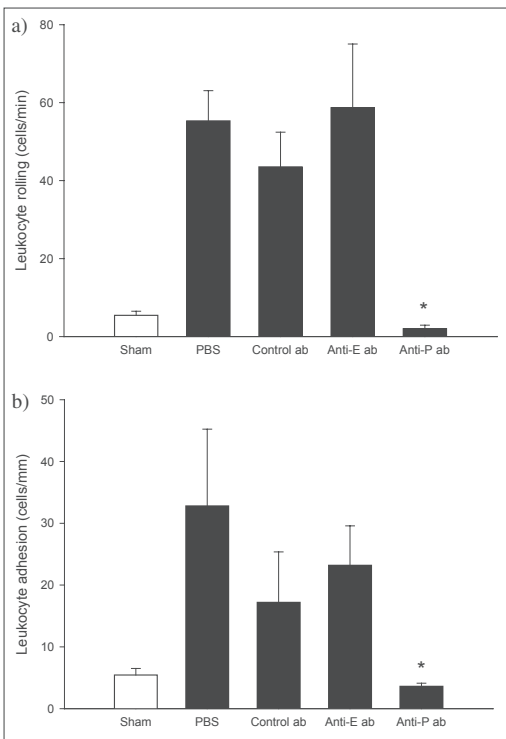 a)
80
60
40
20
0
Leukocyte rolling (cells/min)
*
Sham PBS Control ab Anti-E ab Anti-P ab
b)
50
40
30
20
10
0
Leukocyte adhesion (cells/mm)
*
Sham PBS Control ab Anti-E ab Anti-P ab